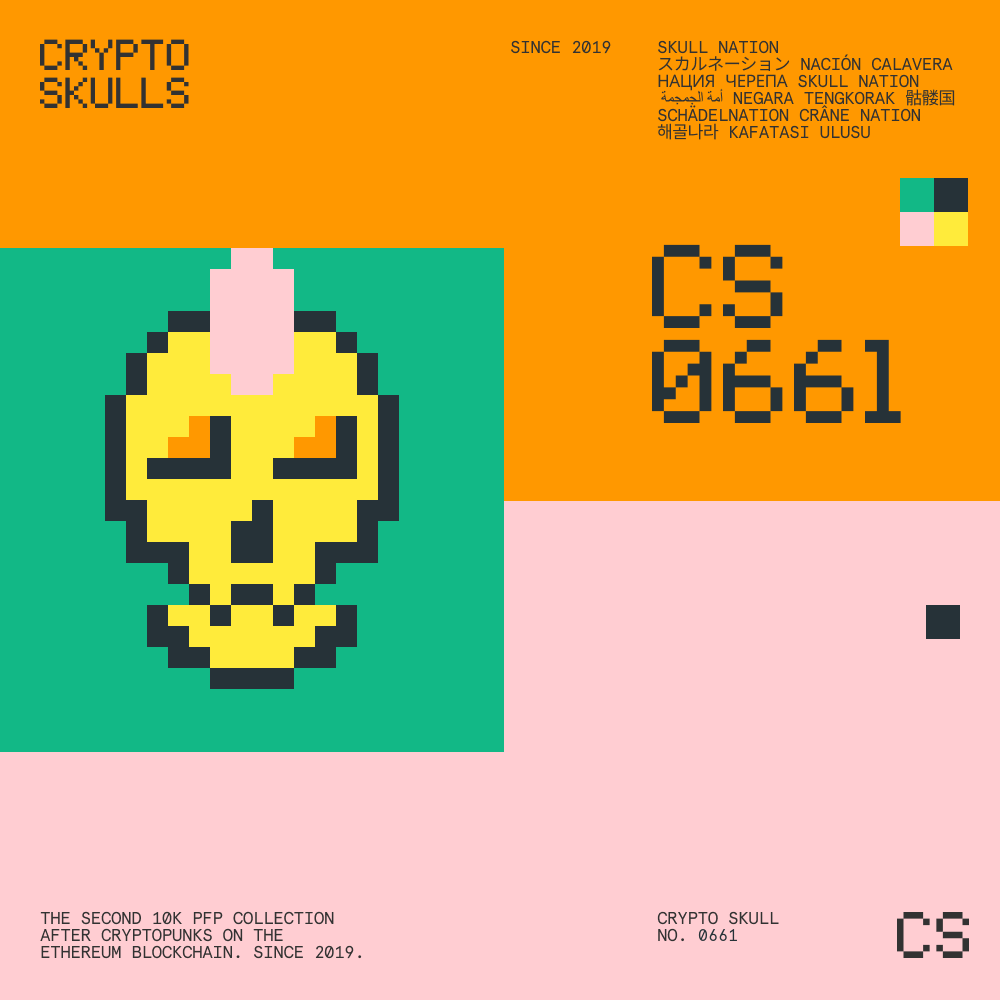 CRYPTO
SKULLS
SINCE 2019
SKULL NATION
スカルネーション NACIÓN CALAVERA
НАЦИЯ ЧЕРЕПА SKULL NATION
أمة الجمجمة NEGARA TENGKORAK 骷髅国
SCHÄDELNATION CRÂNE NATION
해골나라 KAFATASI ULUSU
CS
0661
THE SECOND 10K PFP COLLECTION
AFTER CRYPTOPUNKS ON THE
ETHEREUM BLOCKCHAIN. SINCE 2019.
CRYPTO SKULL
NO. 0661
CS